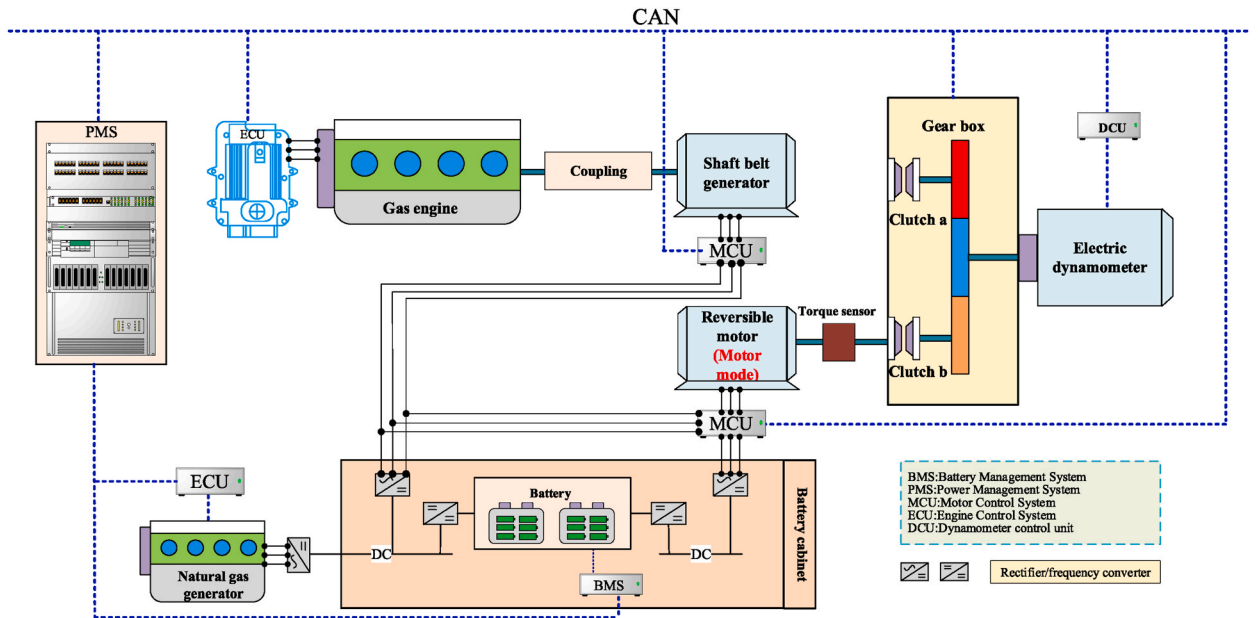 CAN
PMS
ECU
Gas engine
Coupling
Shaft belt
generator
MCU
Gear box
Clutch a
Clutch b
DCU
Electric
dynamometer
Reversible
motor
(Motor
mode)
Torque sensor
MCU
ECU
Natural gas
generator
DC
Battery
DC
BMS
Battery cabinet
BMS:Battery Management System
PMS:Power Management System
MCU:Motor Control System
ECU:Engine Control System
DCU:Dynamometer control unit
Rectifier/frequency converter